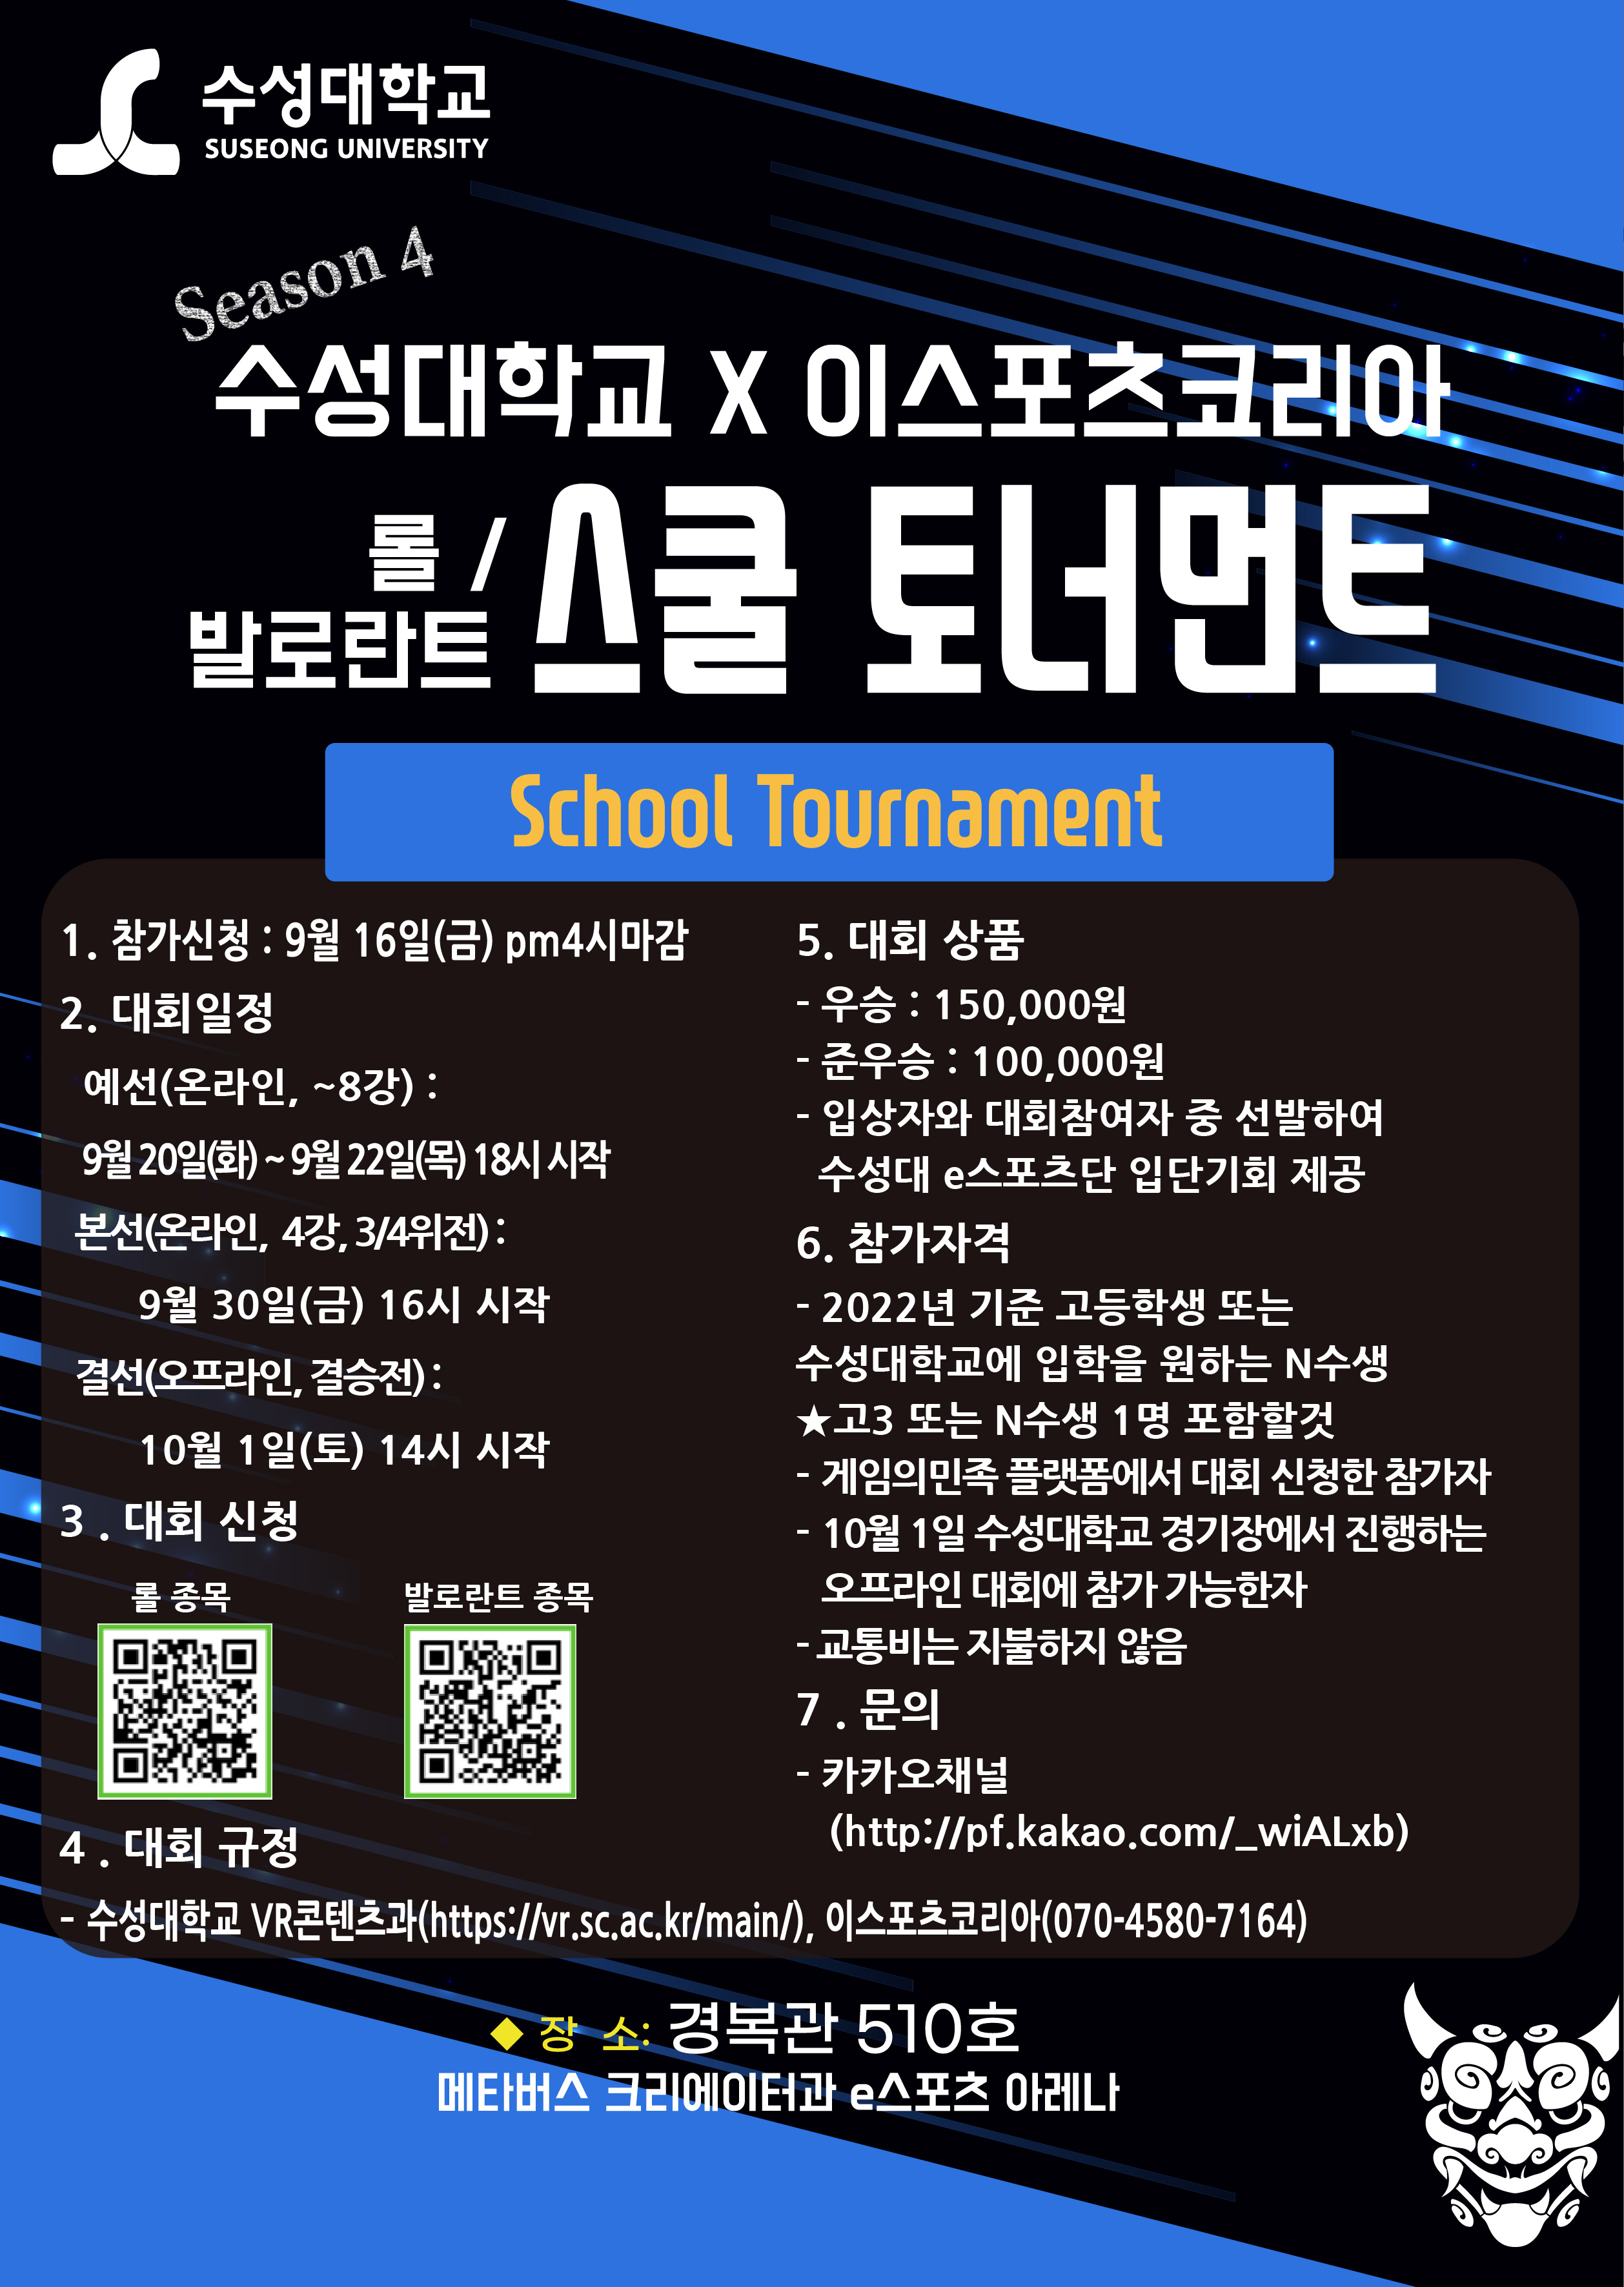 수성대학교
SUSEONG UNIVERSITY
Season 4
수성대학교 X 이스포츠코리아
롤 /
발로란트
스쿨 토너먼트
School Tournament
1. 참가신청 : 9월 16일(금) pm4시마감
2. 대회일정
예선(온라인, ~8강) :
9월 20일(화) ~ 9월 22일(목) 18시 시작
본선(온라인, 4강, 3/4위전) :
9월 30일(금) 16시 시작
결선(오프라인, 결승전) :
10월 1일(토) 14시 시작
3 . 대회 신청
롤 종목
발로란트 종목
4 . 대회 규정
- 수성대학교 VR콘텐츠과(https://vr.sc.ac.kr/main/), 이스포츠코리아(070-4580-7164)
5. 대회 상품
- 우승 : 150,000원
- 준우승 : 100,000원
- 입상자와 대회참여자 중 선발하여
수성대 e스포츠단 입단기회 제공
6. 참가자격
- 2022년 기준 고등학생 또는
수성대학교에 입학을 원하는 N수생
★고3 또는 N수생 1명 포함할것
- 게임의민족 플랫폼에서 대회 신청한 참가자
- 10월 1일 수성대학교 경기장에서 진행하는
오프라인 대회에 참가 가능한자
- 교통비는 지불하지 않음
7 . 문의
- 카카오채널
(http://pf.kakao.com/_wiALxb)
◆ 장 소: 경복관 510호
메타버스 크리에이터과 e스포츠 아레나